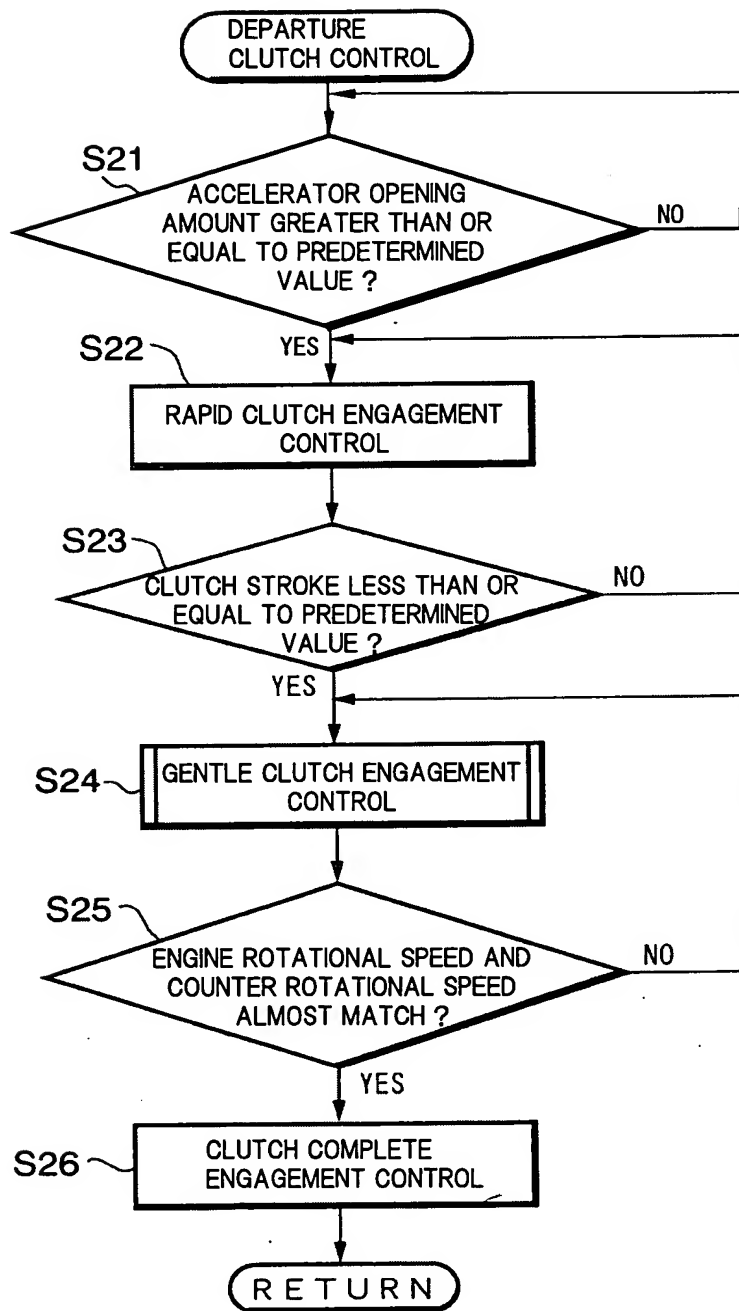 DEPARTURE
CLUTCH CONTROL
S21
ACCELERATOR OPENING
AMOUNT GREATER THAN OR
EQUAL TO PREDETERMINED
VALUE ?
NO
YES
S22
RAPID CLUTCH ENGAGEMENT
CONTROL
S23
CLUTCH STROKE LESS THAN OR
EQUAL TO PREDETERMINED
VALUE ?
NO
YES
S24
GENTLE CLUTCH ENGAGEMENT
CONTROL
S25
ENGINE ROTATIONAL SPEED AND
COUNTER ROTATIONAL SPEED
ALMOST MATCH ?
NO
YES
S26
CLUTCH COMPLETE
ENGAGEMENT CONTROL
RETURN